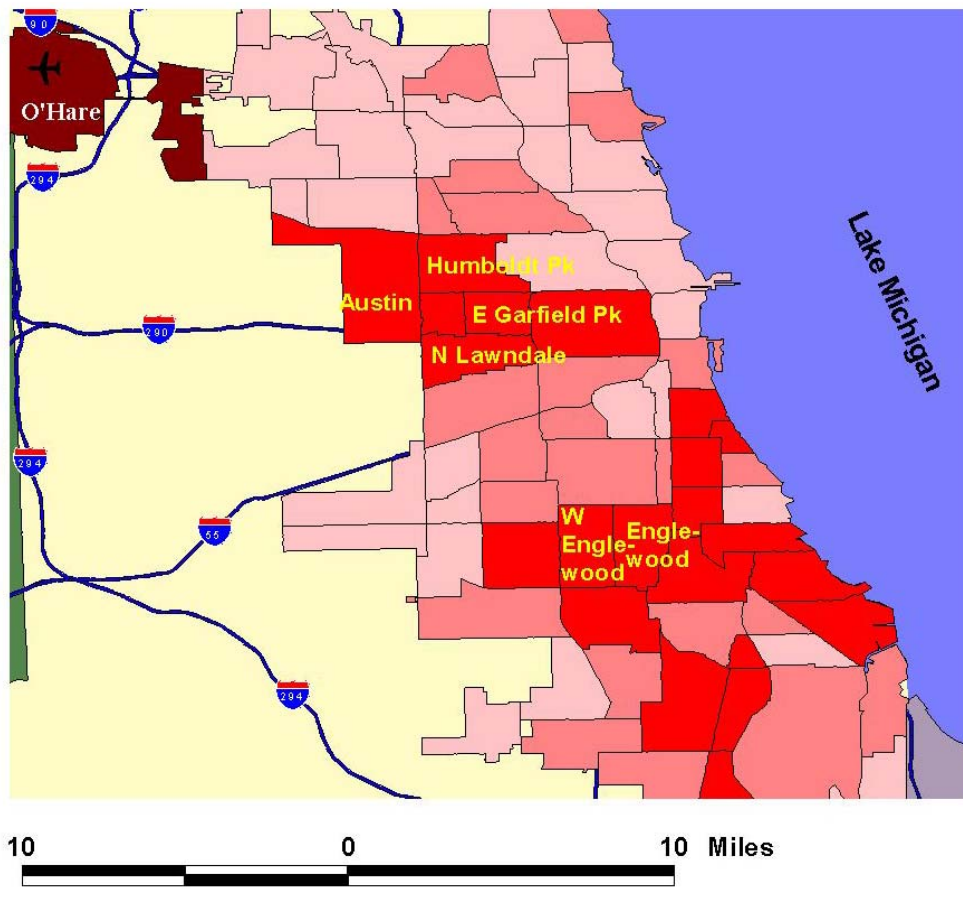 90
O'Hare
294
Lake Michigan
Humboldt Pk
Austin
E Garfield Pk
290
N Lawndale
294
55
W
Engle-
wood
Engle-
wood
294
10 0 10 Miles